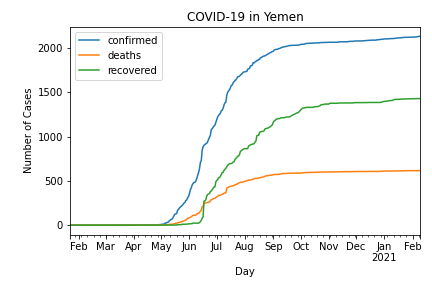 COVID-19 in Yemen
confirmed
deaths
recovered
Number of Cases
2000
1500
1000
500
0
Feb Mar Apr May Jun Jul Aug Sep Oct Nov Dec Jan Feb
2021
Day